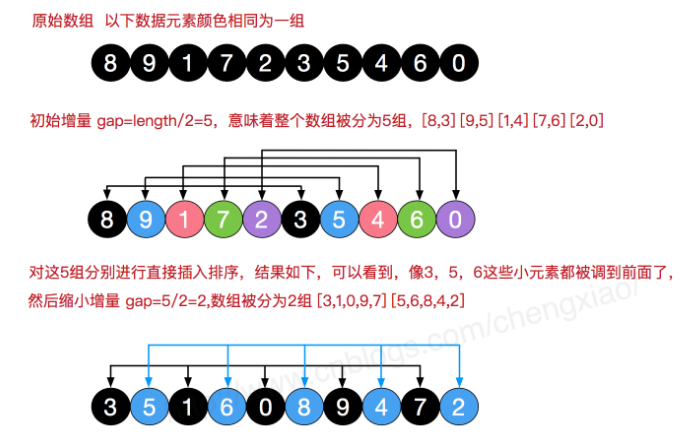 原始数组 以下数据元素颜色相同为一组
8 9 1 7 2 3 5 4 6 0
初始增量 gap=length/2=5，意味着整个数组被分为5组，[8,3] [9,5] [1,4] [7,6] [2,0]
8 9 1 7 2 3 5 4 6 0
对这5组分别进行直接插入排序，结果如下，可以看到，像3，5，6这些小元素都被调到前面了，
然后缩小增量 gap=5/2=2,数组被分为2组 [3,1,0,9,7] [5,6,8,4,2]
www.cnblogs.com/chengxiao/
3 5 1 6 0 8 9 4 7 2